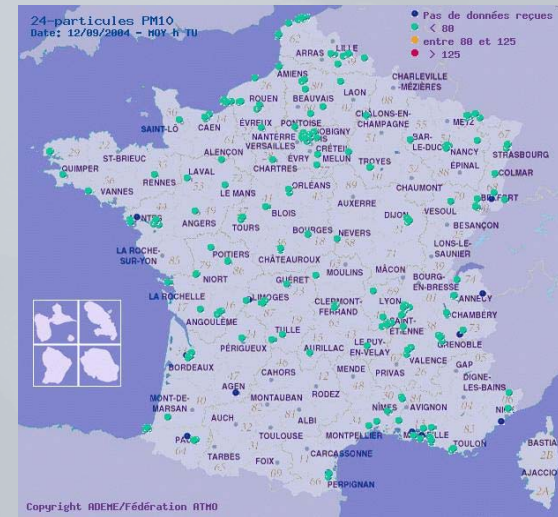 24-particules PM10
Date: 12/09/2004 - MOY h TU
Pas de données reçues
< 80
entre 80 et 125
> 125
LILLE
ARRAS
AMIENS
CHARLEVILLE
-MÉZIÈRES
LAON
ROUEN
BEAUVAIS
SAINT-LÔ
CAEN
ÉVREUX
PONTOISE
BOBIGNY
CHÂLONS-EN-
CHAMPAGNE
METZ
NANTERRE
VERSAILLES
CRÉTEIL
BAR-
LE-DUC
NANCY
STRASBOURG
ST-BRIEUC
ALENÇON
ÉVRY
MELUN
TROYES
ÉPINAL
QUIMPER
RENNES
LAVAL
CHARTRES
COLMAR
VANNES
LE MANS
ORLÉANS
CHAUMONT
AUXERRE
BELFORT
ANGERS
TOURS
BLOIS
DIJON
VESOUL
BOURGES
NEVERS
BESANÇON
LA ROCHE-
SUR-YON
POITIERS
CHÂTEAUROUX
LONS-LE-
SAUNIER
MOULINS
MÂCON
NIORT
GUÉRET
BOURG-
EN-BRESSE
LA ROCHELLE
LIMOGES
CLERMONT-
FERRAND
LYON
ANNECY
ANGOULÊME
SAINT-
ETIENNE
CHAMBÉRY
TULLE
PÉRIGUEUX
LE-PUY-
EN-VELAY
GRENOBLE
AURILLAC
VALENCE
BORDEAUX
CAHORS
MENDE
PRIVAS
GAP
AGEN
RODEZ
DIGNE-
LES-BAINS
MONT-DE-
MARSAN
MONTAUBAN
NÎMES
AVIGNON
ALBI
AUCH
TOULOUSE
MONTPELLIER
TOULON
BASTIA
TARBES
CARCASSONNE
FOIX
AJACCIO
PERPIGNAN
Copyright ADEME/Fédération ATMO